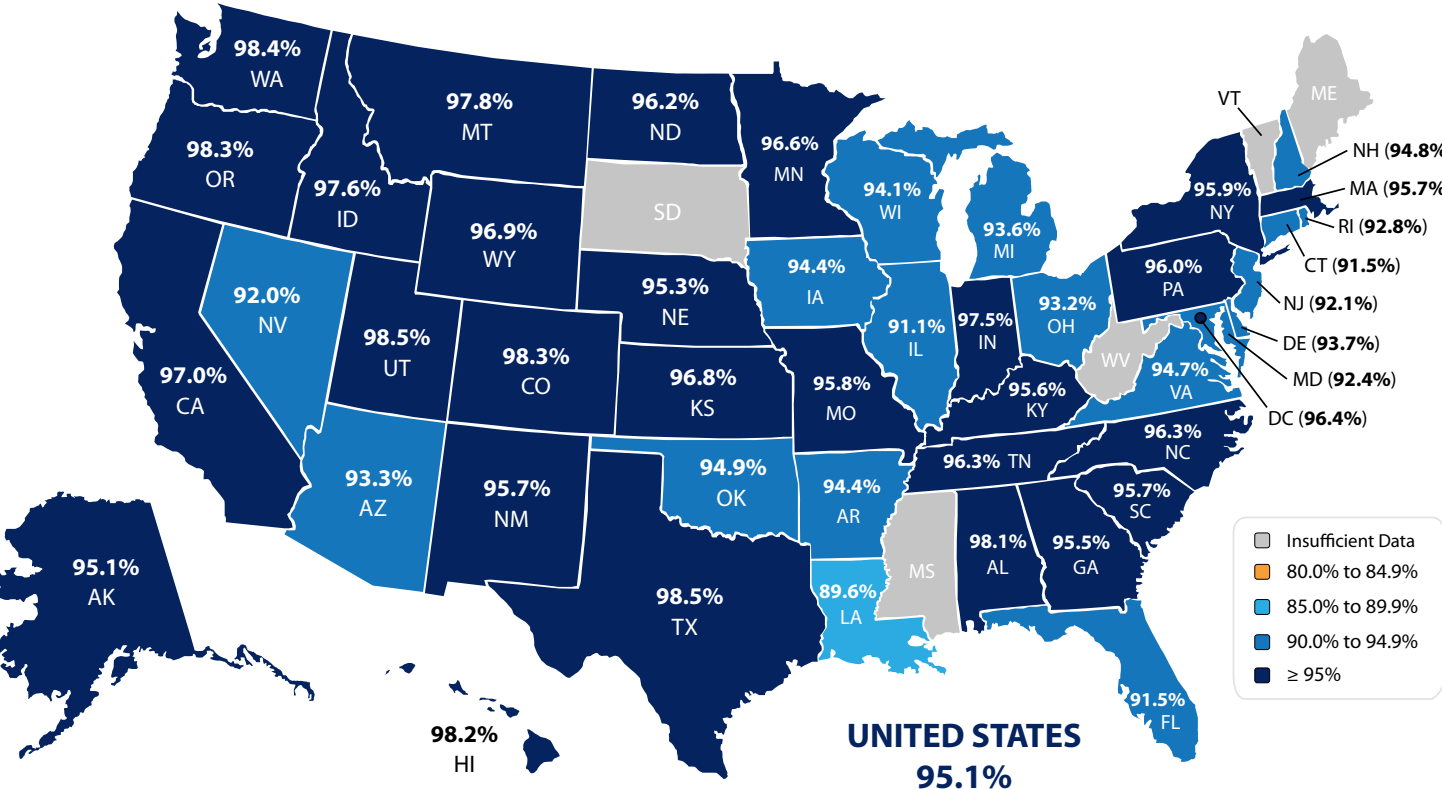 98.4%
WA
98.3%
OR
97.6%
ID
97.8%
MT
96.2%
ND
96.6%
MN
SD
96.9%
WY
92.0%
NV
97.0%
CA
98.5%
UT
98.3%
CO
95.3%
NE
96.8%
KS
94.4%
IA
94.1%
WI
93.6%
MI
91.1%
IL
97.5%
IN
93.2%
OH
95.8%
MO
95.6%
KY
WV
94.7%
VA
96.0%
PA
95.9%
NY
VT
ME
NH (94.8%
MA (95.7%
RI (92.8%)
CT (91.5%)
NJ (92.1%)
DE (93.7%)
MD (92.4%)
DC (96.4%)
93.3%
AZ
95.7%
NM
94.9%
OK
94.4%
AR
96.3% TN
96.3%
NC
95.7%
SC
98.5%
TX
89.6%
LA
MS
98.1%
AL
95.5%
GA
91.5%
FL
95.1%
AK
98.2%
HI
UNITED STATES
95.1%
Insufficient Data
80.0% to 84.9%
85.0% to 89.9%
90.0% to 94.9%
≥ 95%